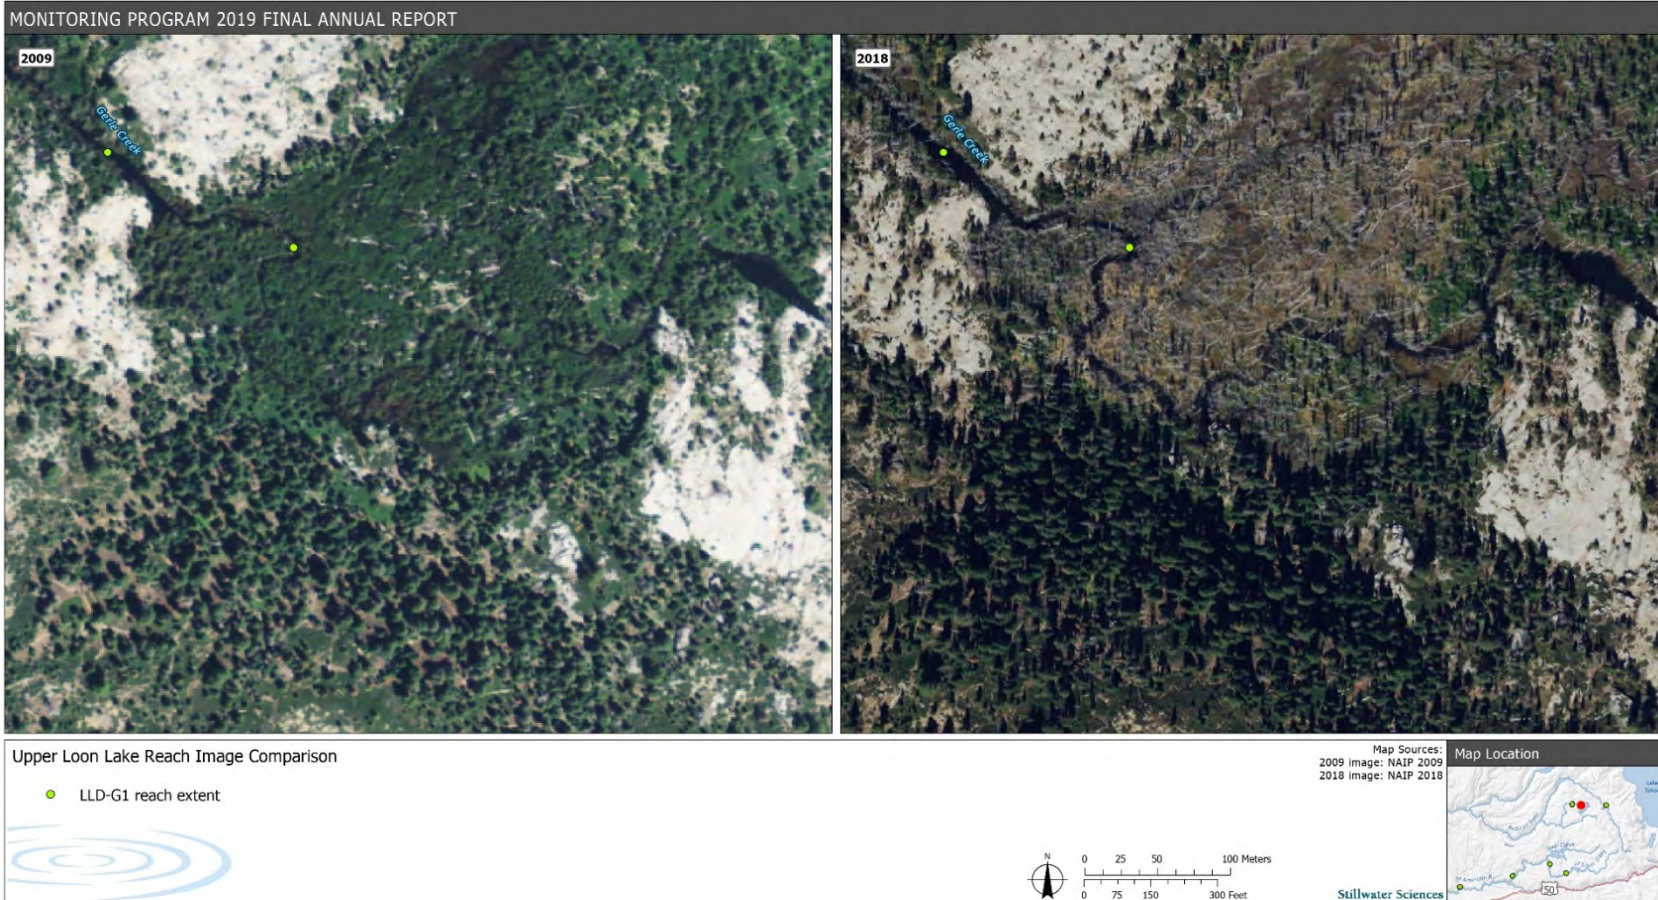 MONITORING PROGRAM 2019 FINAL ANNUAL REPORT
2009
Gerle Creek
2018
Gerle Creek
Upper Loon Lake Reach Image Comparison
LLD-G1 reach extent
Map Sources:
2009 image: NAIP 2009
2018 image: NAIP 2018
N
0 25 50 100 Meters
0 75 150 300 Feet
Stillwater Sciences
Map Location
50